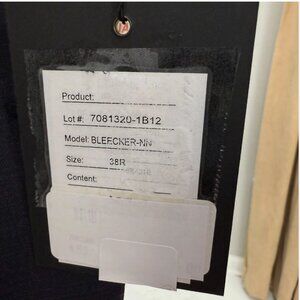 Product:
Lot #: 7081320-1B12
Model: BLEECKER-NN
Size: 38R
Content: